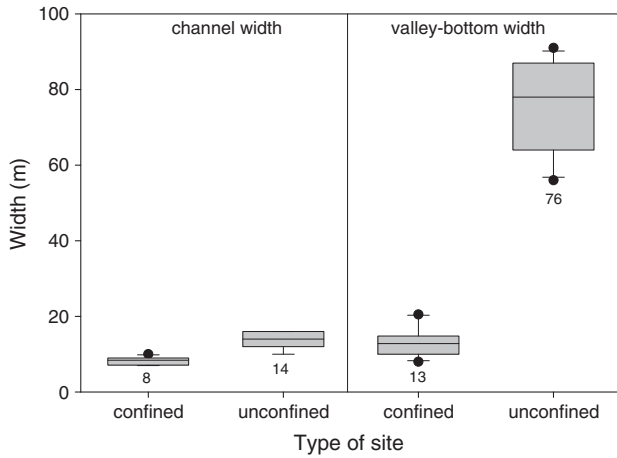 channel width valley-bottom width
100
80
60
40
20
0
Width (m)
8
14
13
76
confined unconfined confined unconfined
Type of site